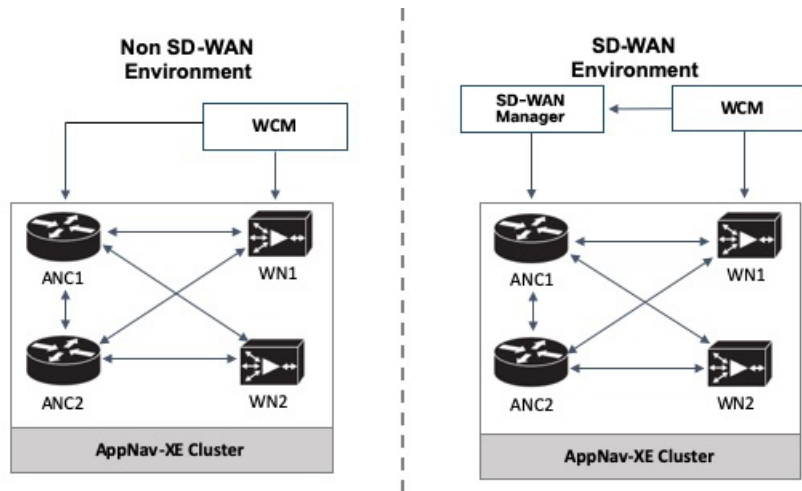 Non SD-WAN
Environment
WCM
ANC1
WN1
ANC2
WN2
AppNav-XE Cluster
SD-WAN
Environment
SD-WAN
Manager
WCM
ANC1
WN1
ANC2
WN2
AppNav-XE Cluster